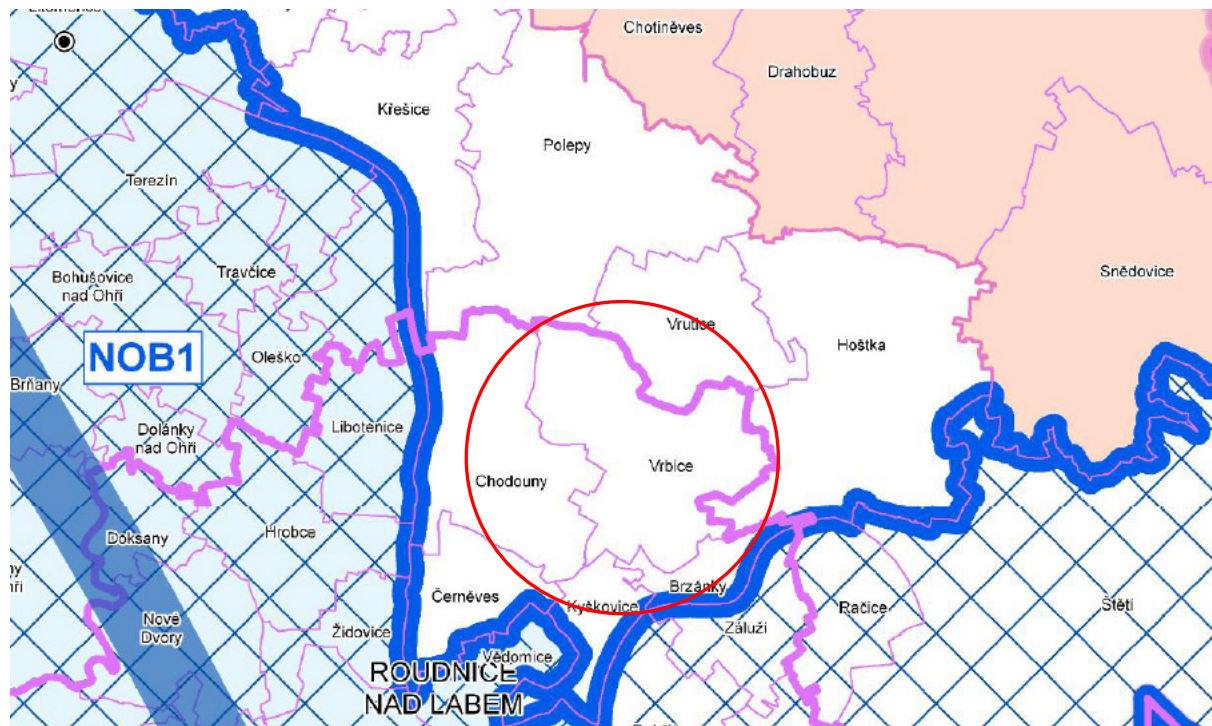 Chotiněves
Drahobuz
Křešice
Polepy
Terezín
Bohušovice
nad Ohří
Travčice
Snědovice
Vrutice
Hoštka
NOB1
Oleško
Brňany
Dolánky
nad Ohří
Libotenice
Vrbice
Chodouny
Doksany
Hrobce
Brzánky
Černěves
Kyškovice
Račice
Štětí
Nové
Dvory
Židovice
Záluží
Vědomice
ROUDNICE
NAD LABEM